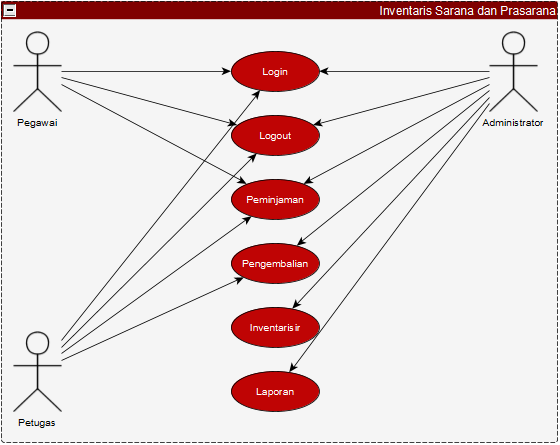 Inventaris Sarana dan Prasarana
Pegawai
Administrator
Login
Logout
Peminjaman
Pengembalian
Inventarisir
Laporan
Petugas